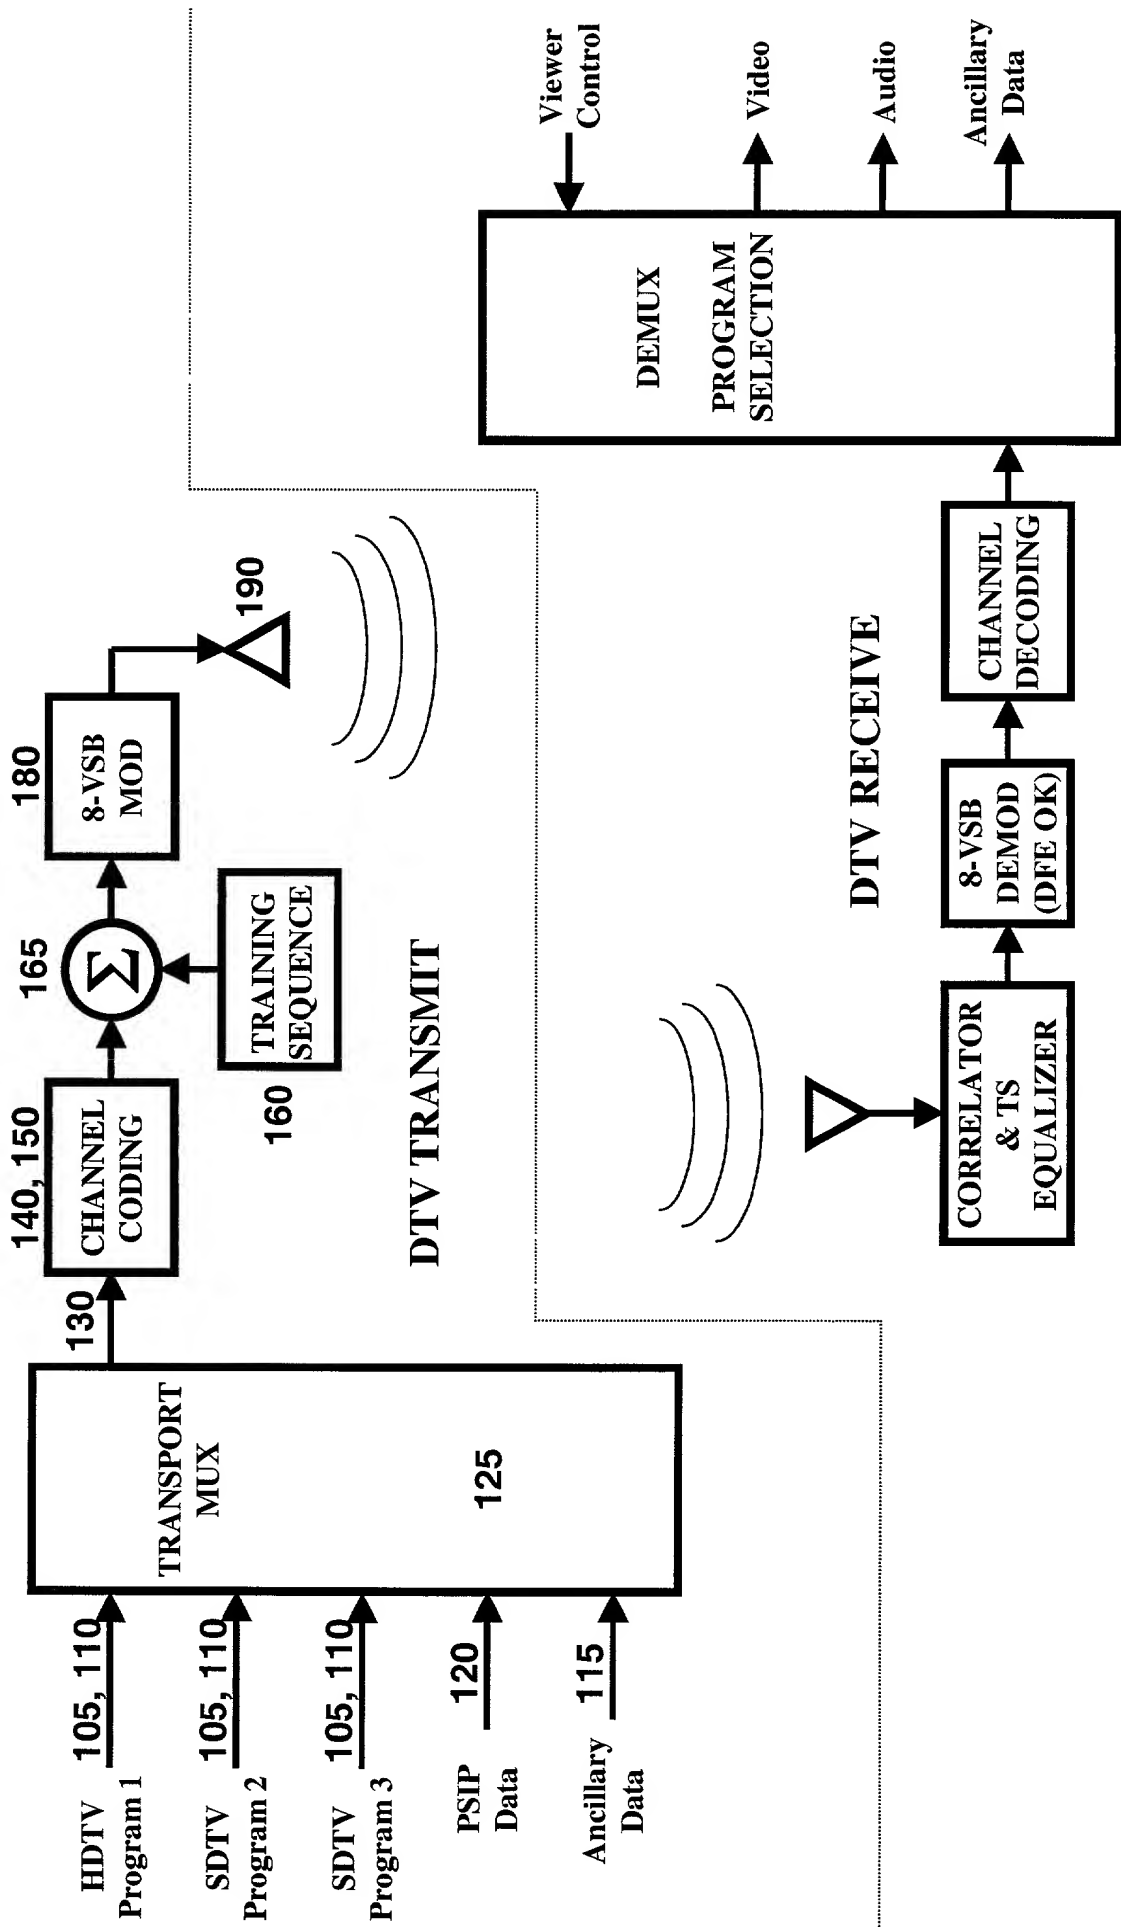 HDTV
Program 1
105, 110
SDTV
Program 2
105, 110
SDTV
Program 3
105, 110
PSIP
Data
120
Ancillary
Data
115
TRANSPORT
MUX
125
130
140, 150
CHANNEL
CODING
165
Σ
TRAINING
SEQUENCE
160
180
8-VSB
MOD
190
DTV TRANSMIT
DTV RECEIVE
CORRELATOR
& TS
EQUALIZER
8-VSB
DEMOD
(DFE OK)
CHANNEL
DECODING
DEMUX
PROGRAM
SELECTION
Viewer
Control
Video
Audio
Ancillary
Data